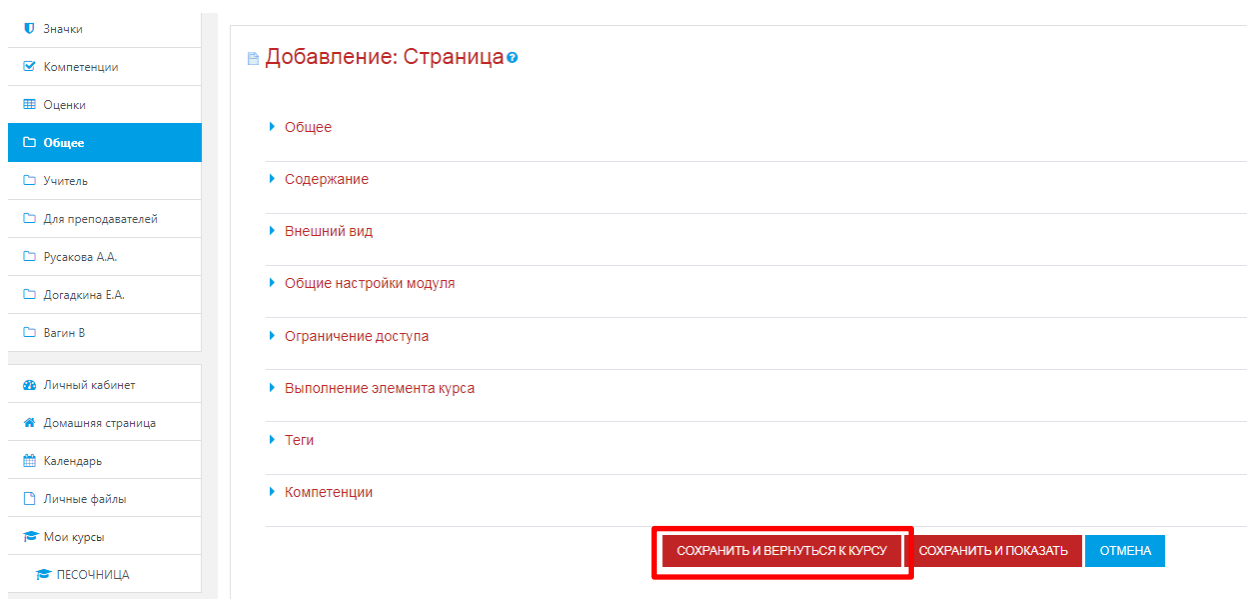 Значки
Компетенции
Оценки
Общее
Учитель
Для преподавателей
Русакова А.А.
Догадкина Е.А.
Вагин В
Личный кабинет
Домашняя страница
Календарь
Личные файлы
Мои курсы
ПЕСОЧНИЦА
Добавление: Страница
Общее
Содержание
Внешний вид
Общие настройки модуля
Ограничение доступа
Выполнение элемента курса
Теги
Компетенции
СОХРАНИТЬ И ВЕРНУТЬСЯ К КУРСУ СОХРАНИТЬ И ПОКАЗАТЬ ОТМЕНА